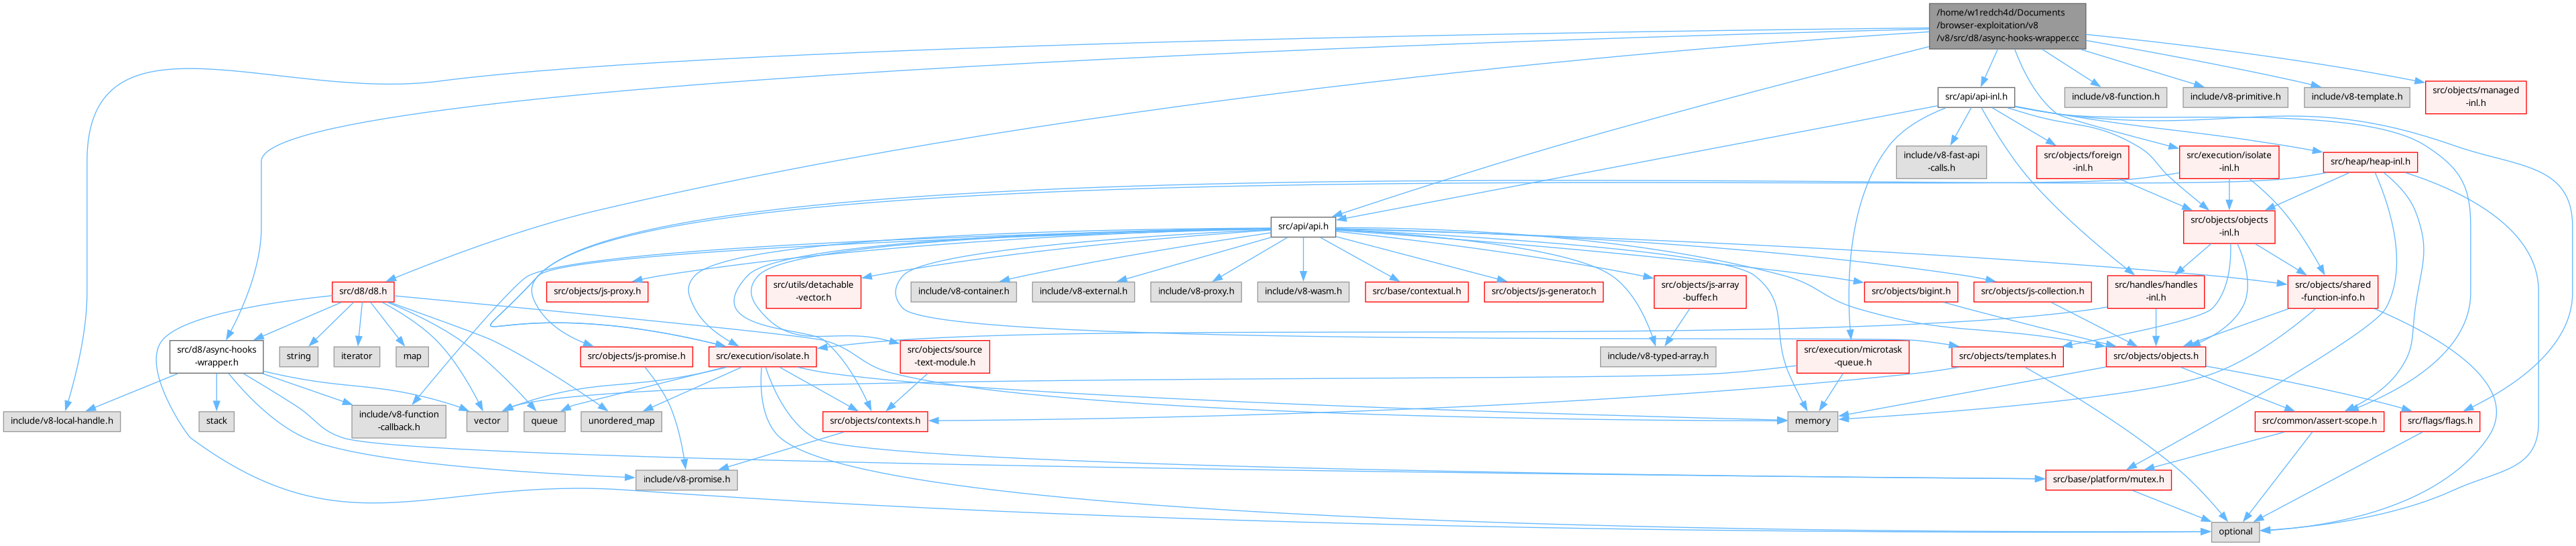 /home/w1redch4d/Documents
/browser-exploitation/v8
/v8/src/d8/async-hooks-wrapper.cc
src/api/api-inl.h
include/v8-function.h
include/v8-primitive.h
include/v8-template.h
src/objects/managed
-inl.h
include/v8-fast-api
-calls.h
src/objects/foreign
-inl.h
src/execution/isolate
-inl.h
src/heap/heap-inl.h
src/api/api.h
src/objects/objects
-inl.h
src/d8/d8.h
src/objects/js-proxy.h
src/utils/detachable
-vector.h
include/v8-container.h
include/v8-external.h
include/v8-proxy.h
include/v8-wasm.h
src/base/contextual.h
src/objects/js-generator.h
src/objects/js-array
-buffer.h
src/objects/bigint.h
src/objects/js-collection.h
src/handles/handles
-inl.h
src/objects/shared
-function-info.h
src/d8/async-hooks
-wrapper.h
string
iterator
map
src/objects/js-promise.h
src/execution/isolate.h
src/objects/source
-text-module.h
include/v8-typed-array.h
src/execution/microtask
-queue.h
src/objects/templates.h
src/objects/objects.h
include/v8-local-handle.h
stack
include/v8-function
-callback.h
vector
queue
unordered_map
src/objects/contexts.h
memory
src/common/assert-scope.h
src/flags/flags.h
include/v8-promise.h
src/base/platform/mutex.h
optional